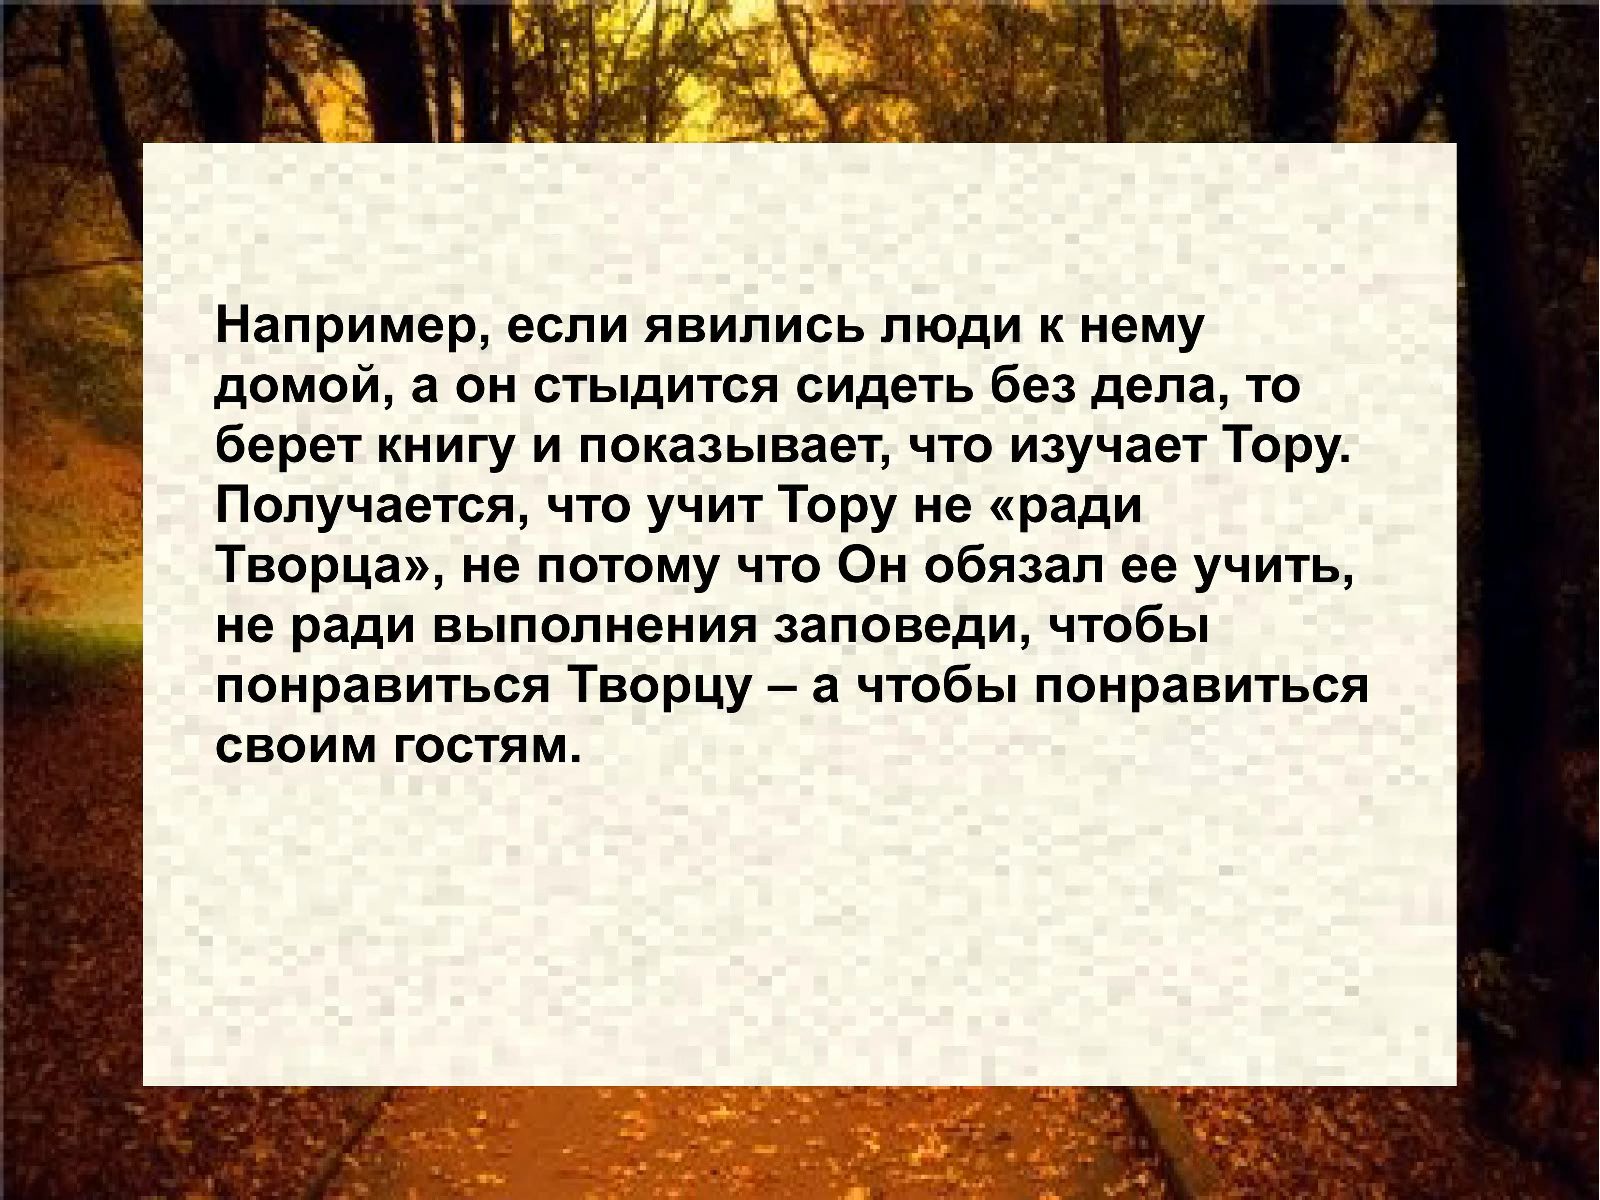 Например, если явились люди к нему
домой, а он стыдится сидеть без дела, то
берет книгу и показывает, что изучает Тору.
Получается, что учит Тору не «ради
Творца», не потому что Он обязал ее учить,
не ради выполнения заповеди, чтобы
понравиться Творцу – а чтобы понравиться
своим гостям.